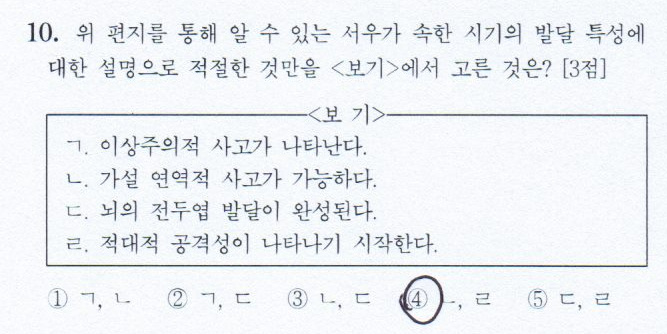 10. 위 편지를 통해 알 수 있는 서우가 속한 시기의 발달 특성에
대한 설명으로 적절한 것만을 <보기>에서 고른 것은? [3점]
<보 기>
ㄱ. 이상주의적 사고가 나타난다.
ㄴ. 가설 연역적 사고가 가능하다.
ㄷ. 뇌의 전두엽 발달이 완성된다.
ㄹ. 적대적 공격성이 나타나기 시작한다.
① ㄱ, ㄴ ② ㄱ, ㄷ ③ ㄴ, ㄷ ④ ㄴ, ㄹ ⑤ ㄷ, ㄹ